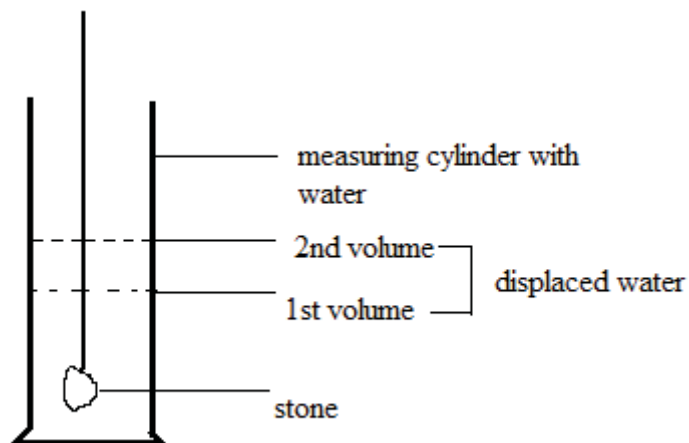 measuring cylinder with
water
2nd volume
displaced water
1st volume
stone